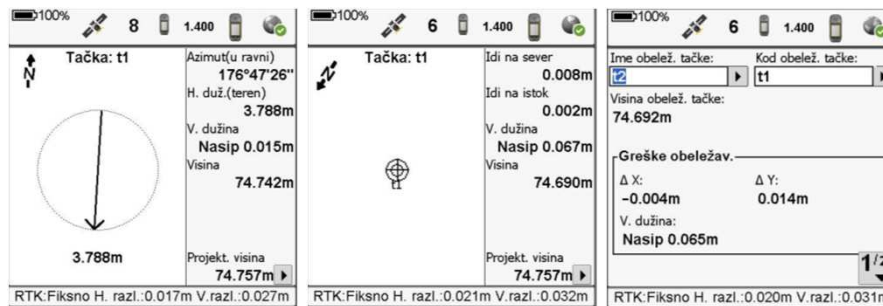 100%
8
1.400
Tačka: t1
N
3.788m
Azimut(u ravni)
176°47'26"
H. duž.(teren)
3.788m
V. dužina
Nasip 0.015m
Visina
74.742m
Projekt. visina
74.757m
RTK:Fiksno H. razl.:0.017m V.razl.:0.027m
100%
6
1.400
Tačka: t1
N
t1
Idi na sever
0.008m
Idi na istok
0.002m
V. dužina
Nasip 0.067m
Visina
74.690m
Projekt. visina
74.757m
RTK:Fiksno H. razl.:0.021m V.razl.:0.032m
100%
6
1.400
Ime obelež. tačke:
t2
Kod obelež. tačke:
t1
Visina obelež. tačke:
74.692m
Greške obeležav.
Δ X:
-0.004m
Δ Y:
0.014m
V. dužina:
Nasip 0.065m
1/2
RTK:Fiksno H. razl.:0.020m V.razl.:0.031m